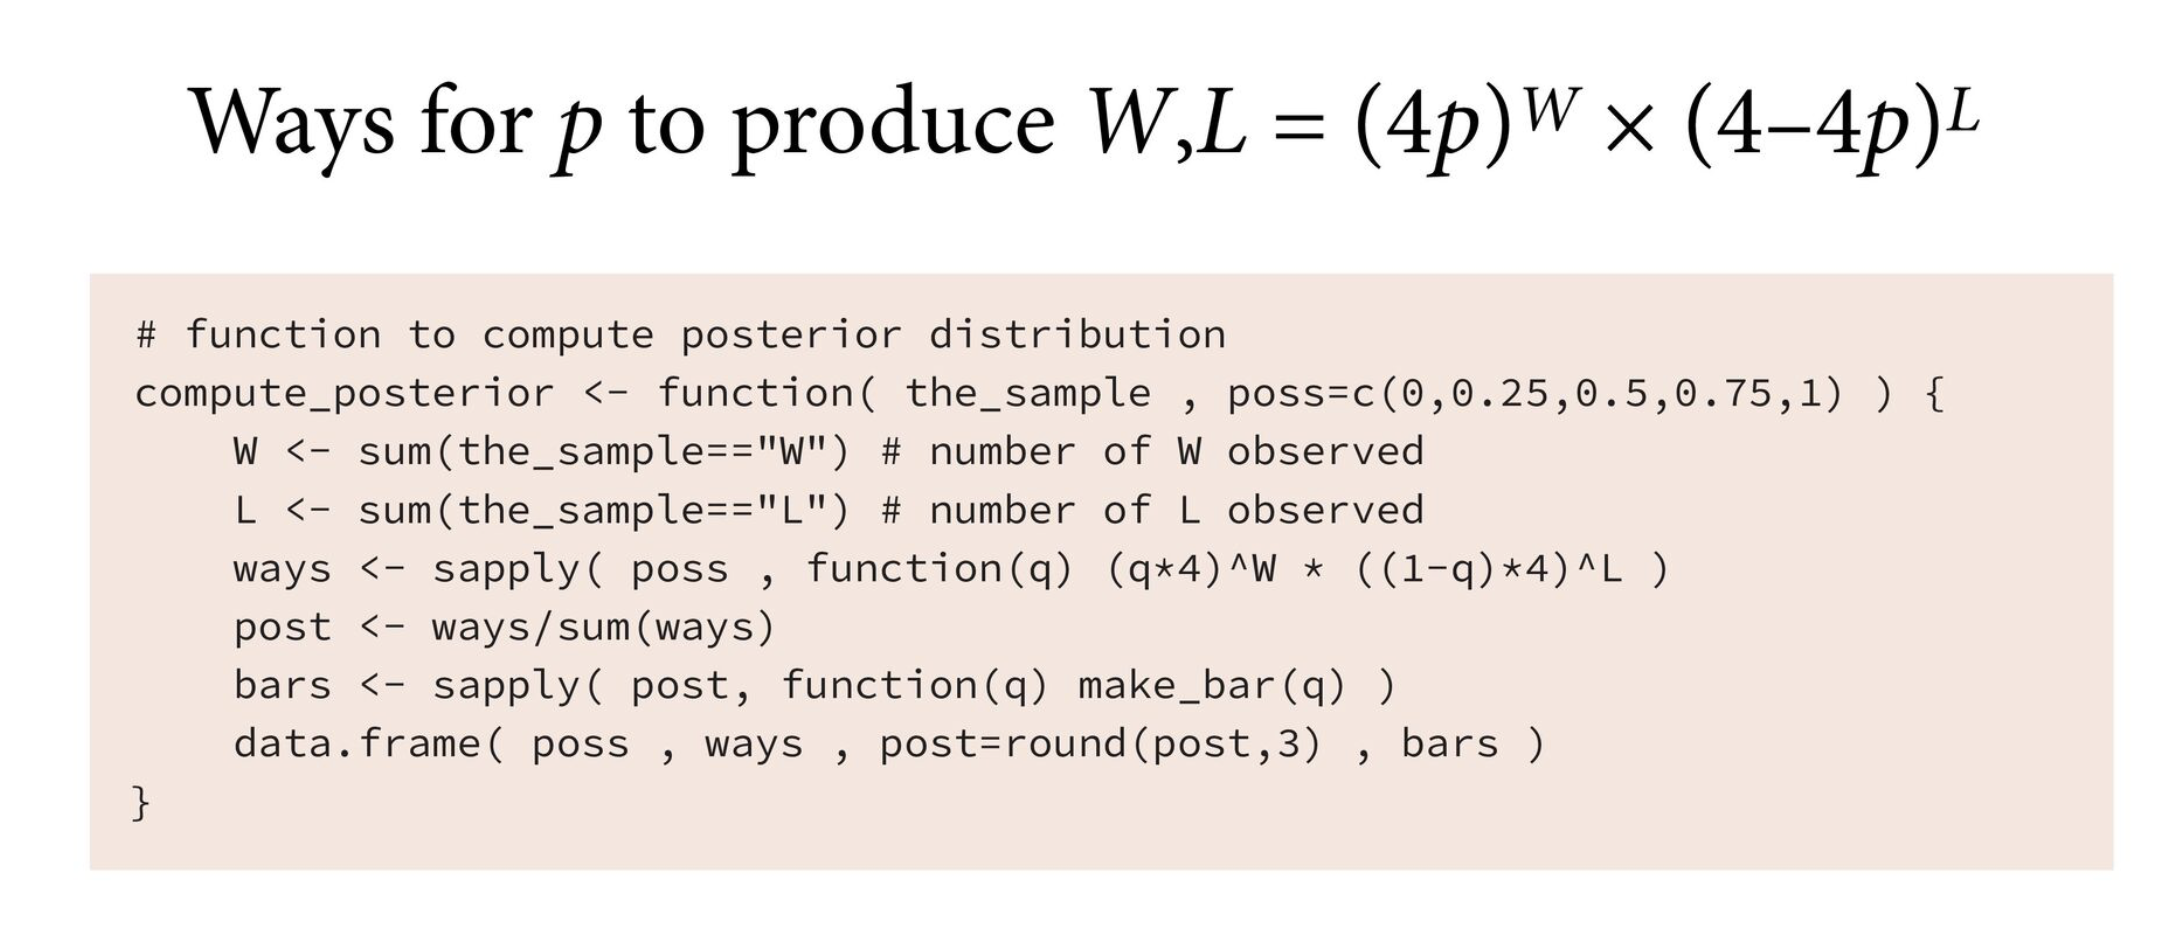 Ways for p to produce W,L = (4p)^W × (4–4p)^L
# function to compute posterior distribution
compute_posterior <- function( the_sample , poss=c(0,0.25,0.5,0.75,1) ) {
    W <- sum(the_sample=="W") # number of W observed
    L <- sum(the_sample=="L") # number of L observed
    ways <- sapply( poss , function(q) (q*4)^W * ((1-q)*4)^L )
    post <- ways/sum(ways)
    bars <- sapply( post, function(q) make_bar(q) )
    data.frame( poss , ways , post=round(post,3) , bars )
}